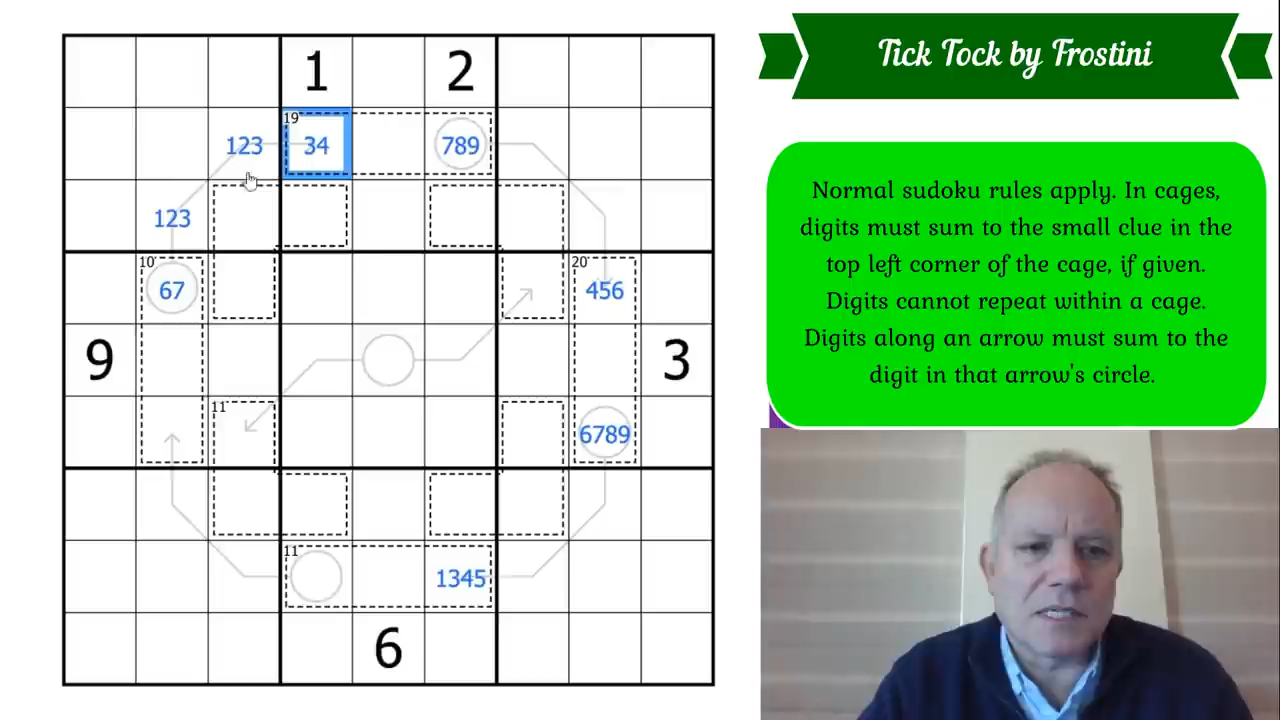 Tick Tock by Frostini
Normal sudoku rules apply. In cages,
digits must sum to the small clue in the
top left corner of the cage, if given.
Digits cannot repeat within a cage.
Digits along an arrow must sum to the
digit in that arrow's circle.
1 2
19
123 34 789
123
10 20
67 456
9 3
11
6789
11
1345
6